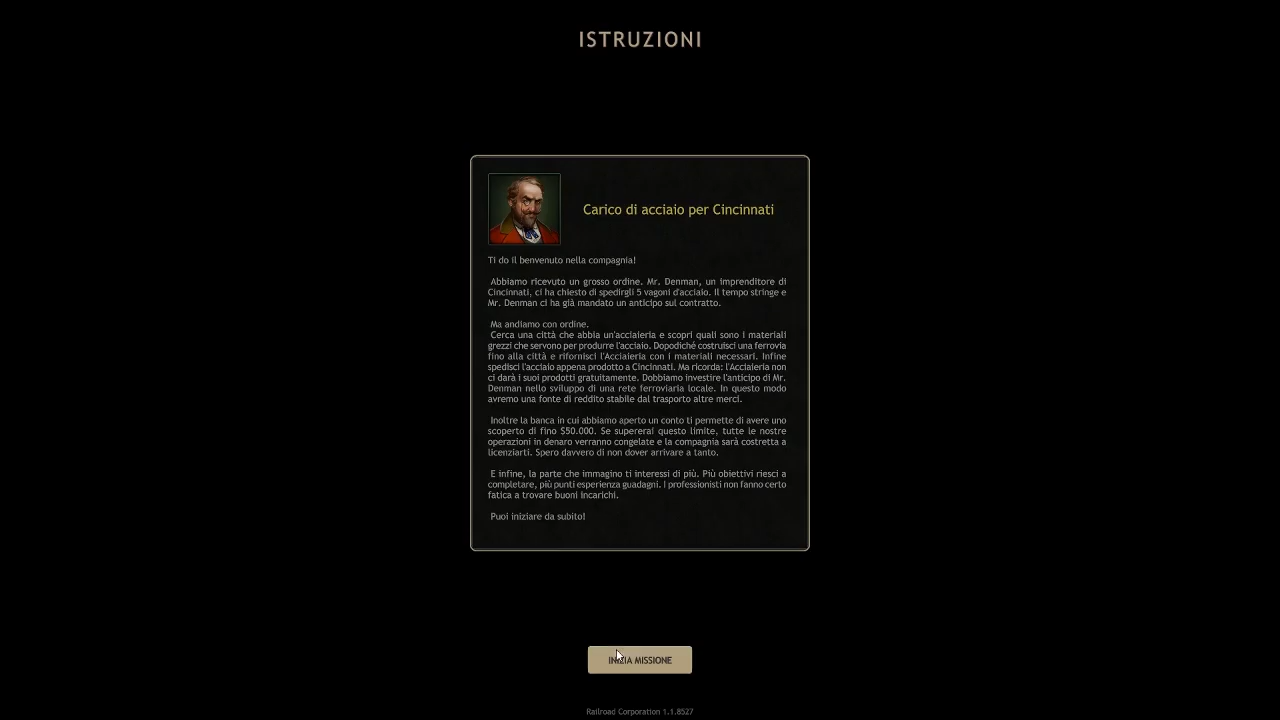 ISTRUZIONI
Carico di acciaio per Cincinnati
Ti do il benvenuto nella compagnia!
Abbiamo ricevuto un grosso ordine. Mr. Denman, un imprenditore di
Cincinnati, ci ha chiesto di spedirgli 5 vagoni d'acciaio. Il tempo stringe e
Mr. Denman ci ha già mandato un anticipo sul contratto.
Ma andiamo con ordine.
Cerca una città che abbia un'acciaieria e scopri quali sono i materiali
grezzi che servono per produrre l'acciaio. Dopodiché costruisci una ferrovia
fino alla città e rifornisci l'Acciaieria con i materiali necessari. Infine
spedisci l'acciaio appena prodotto a Cincinnati. Ma ricorda: l'Acciaieria non
ci darà i suoi prodotti gratuitamente. Dobbiamo investire l'anticipo di Mr.
Denman nello sviluppo di una rete ferroviaria locale. In questo modo
avremo una fonte di reddito stabile dal trasporto altre merci.
Inoltre la banca in cui abbiamo aperto un conto ti permette di avere uno
scoperto di fino $50.000. Se supererai questo limite, tutte le nostre
operazioni in denaro verranno congelate e la compagnia sarà costretta a
licenziarti. Spero davvero di non dover arrivare a tanto.
E infine, la parte che immagino ti interessi di più. Più obiettivi riesci a
completare, più punti esperienza guadagni. I professionisti non fanno certo
fatica a trovare buoni incarichi.
Puoi iniziare da subito!
INIZIA MISSIONE
Railroad Corporation 1.1.8527